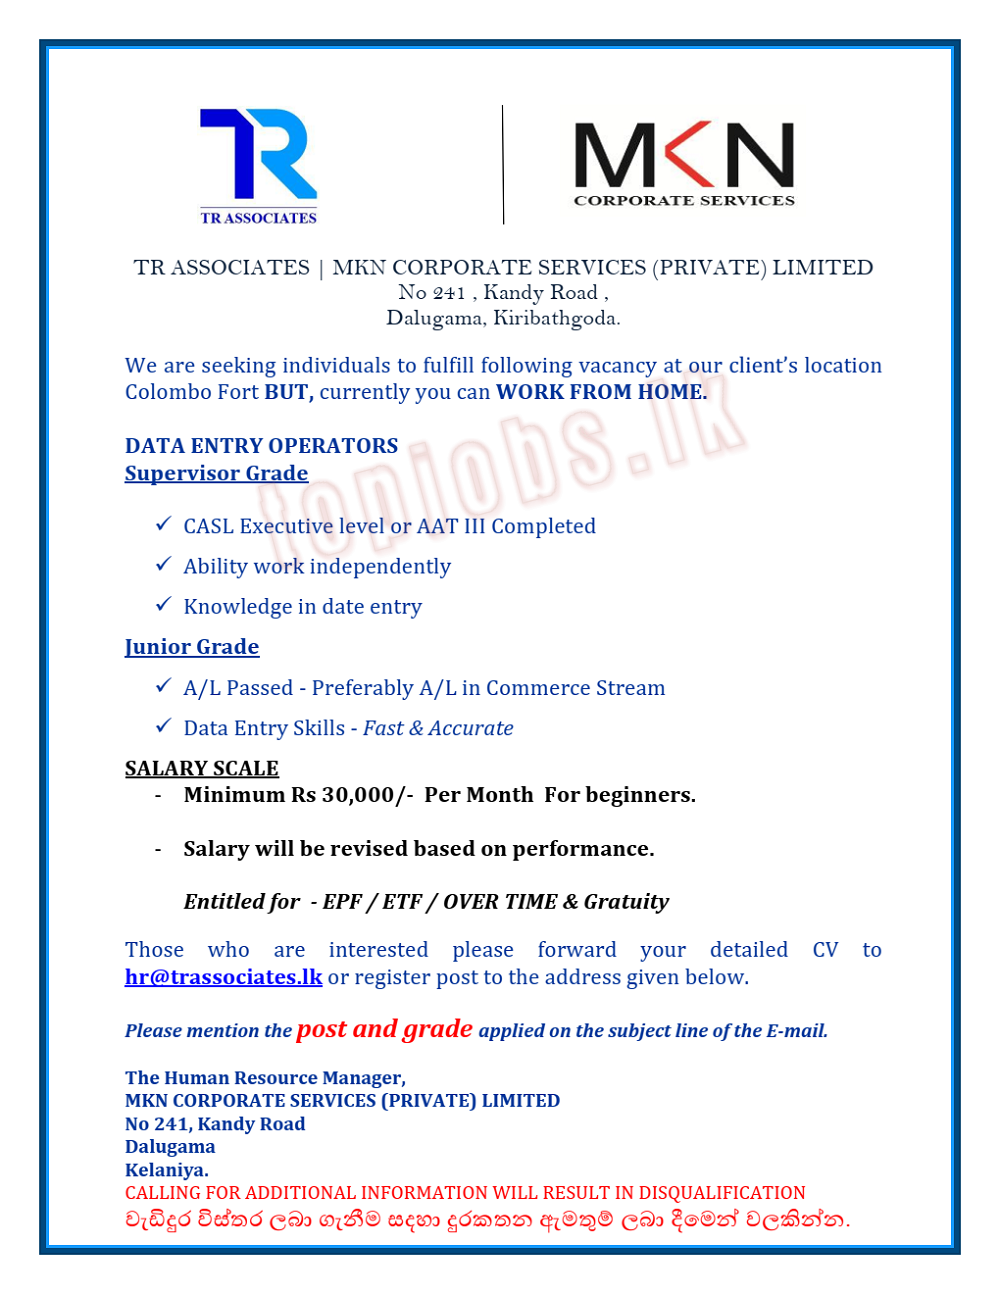 TR ASSOCIATES
MKN
CORPORATE SERVICES
TR ASSOCIATES | MKN CORPORATE SERVICES (PRIVATE) LIMITED
No 241 , Kandy Road ,
Dalugama, Kiribathgoda.
We are seeking individuals to fulfill following vacancy at our client’s location
Colombo Fort BUT, currently you can WORK FROM HOME.
topjobs.lk
DATA ENTRY OPERATORS
Supervisor Grade
✓ CASL Executive level or AAT III Completed
✓ Ability work independently
✓ Knowledge in date entry
Junior Grade
✓ A/L Passed - Preferably A/L in Commerce Stream
✓ Data Entry Skills - Fast & Accurate
SALARY SCALE
- Minimum Rs 30,000/- Per Month For beginners.
- Salary will be revised based on performance.
Entitled for - EPF / ETF / OVER TIME & Gratuity
Those who are interested please forward your detailed CV to
hr@trassociates.lk or register post to the address given below.
Please mention the post and grade applied on the subject line of the E-mail.
The Human Resource Manager,
MKN CORPORATE SERVICES (PRIVATE) LIMITED
No 241, Kandy Road
Dalugama
Kelaniya.
CALLING FOR ADDITIONAL INFORMATION WILL RESULT IN DISQUALIFICATION
වැඩිදුර විස්තර ලබා ගැනීම සදහා දුරකතන ඇමතුම් ලබා දීමෙන් වලකින්න.